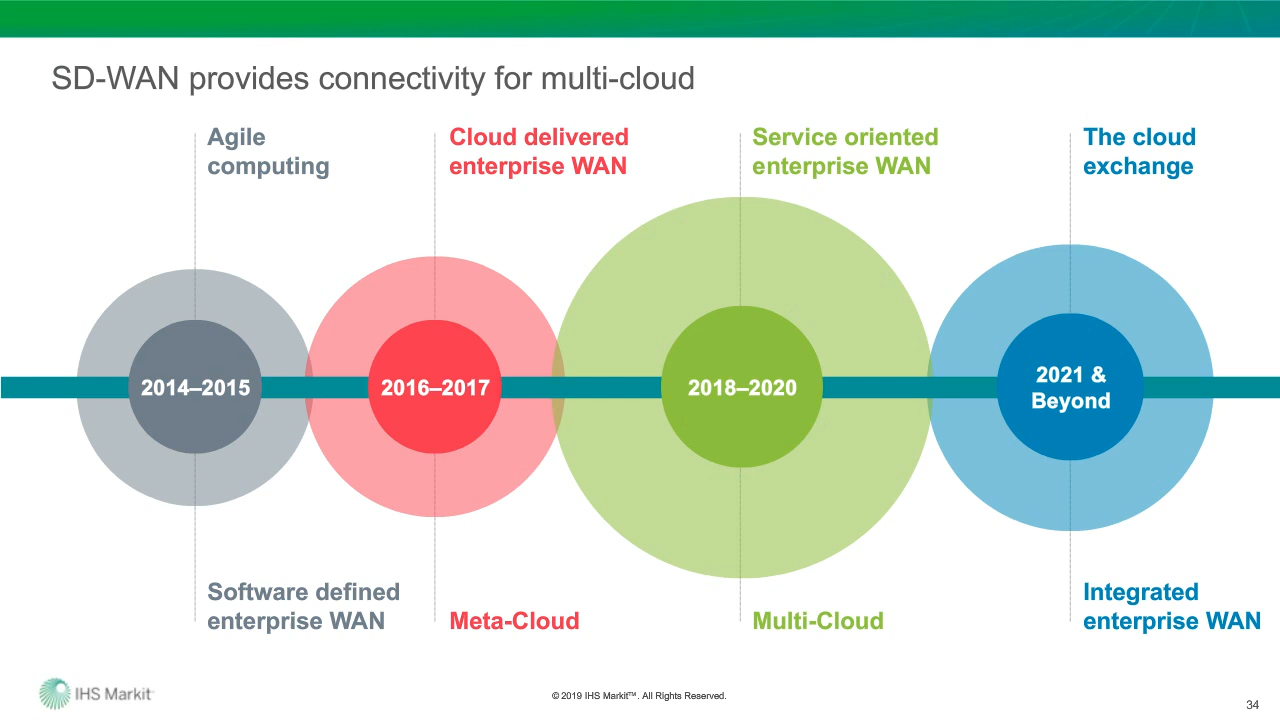 SD-WAN provides connectivity for multi-cloud
Agile
computing
Cloud delivered
enterprise WAN
Service oriented
enterprise WAN
The cloud
exchange
2014–2015
2016–2017
2018–2020
2021 &
Beyond
Software defined
enterprise WAN
Meta-Cloud
Multi-Cloud
Integrated
enterprise WAN
IHS Markit™
© 2019 IHS Markit™. All Rights Reserved.
34